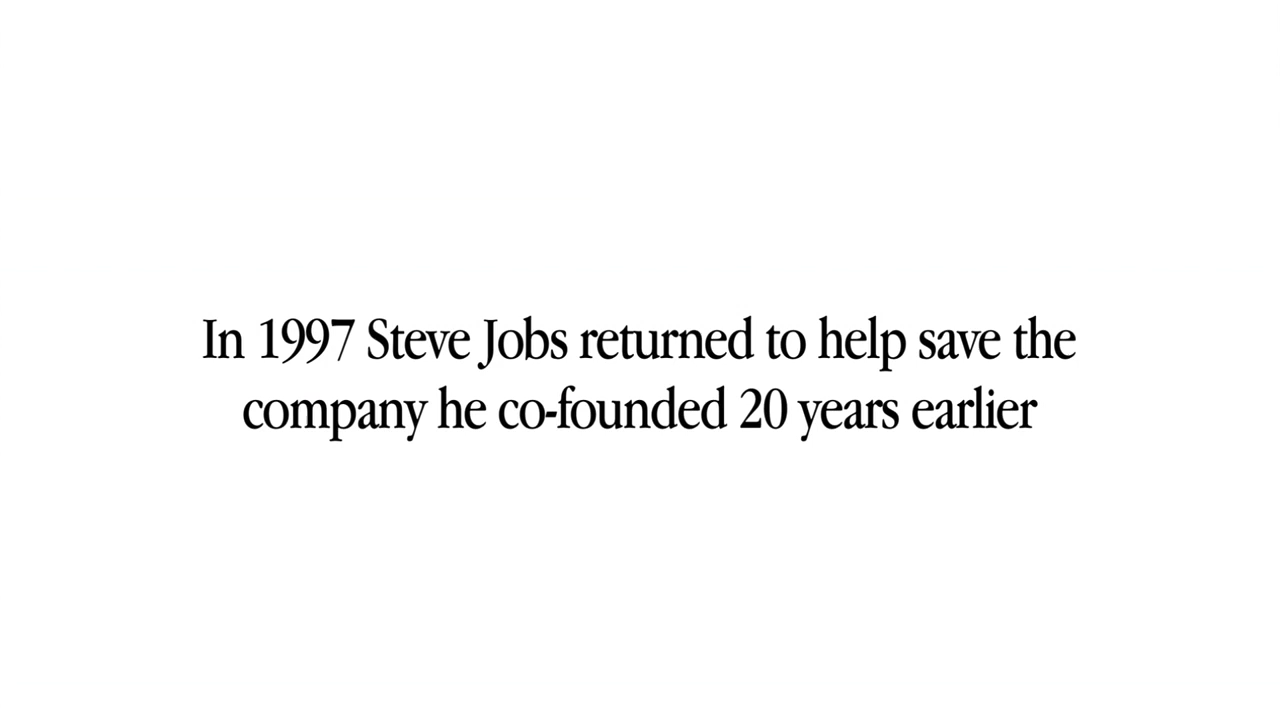 In 1997 Steve Jobs returned to help save the
company he co-founded 20 years earlier